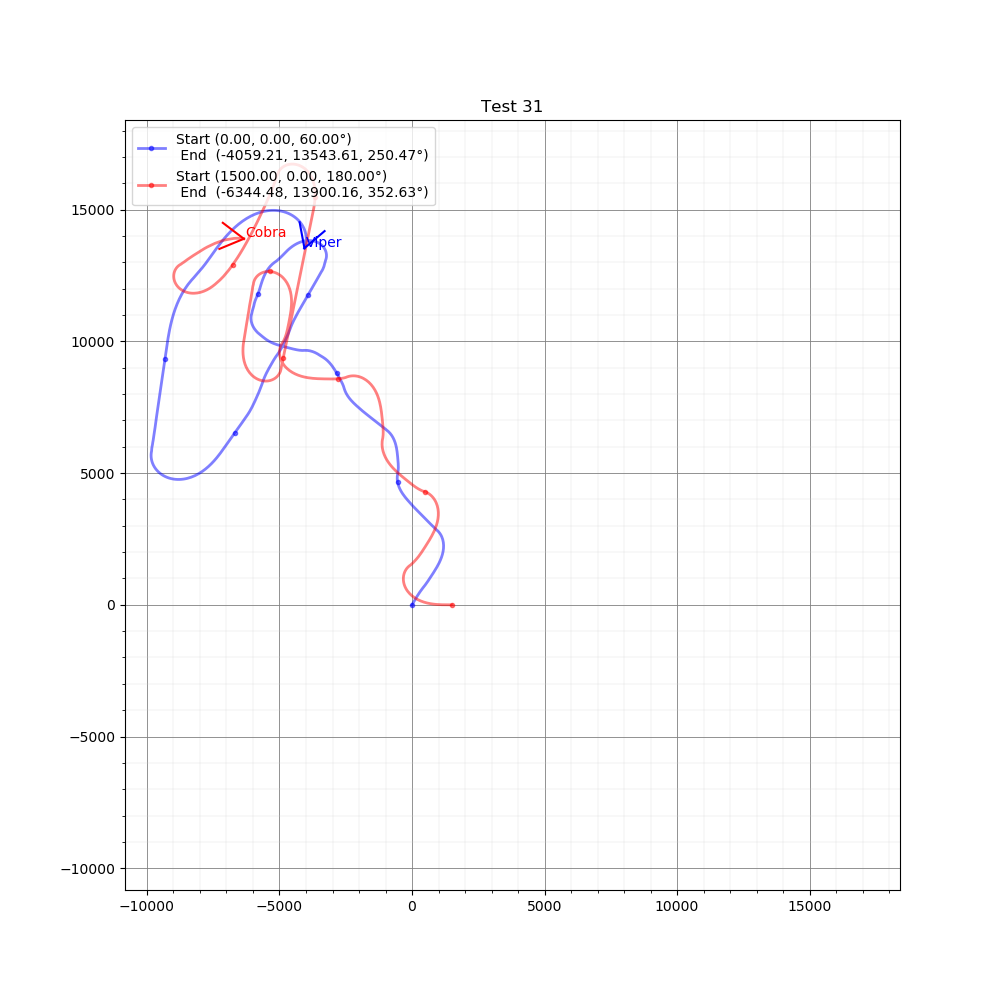 Test 31
Start (0.00, 0.00, 60.00°)
End (-4059.21, 13543.61, 250.47°)
Start (1500.00, 0.00, 180.00°)
End (-6344.48, 13900.16, 352.63°)
Cobra
Viper
15000
10000
5000
0
−5000
−10000
−10000 −5000 0 5000 10000 15000